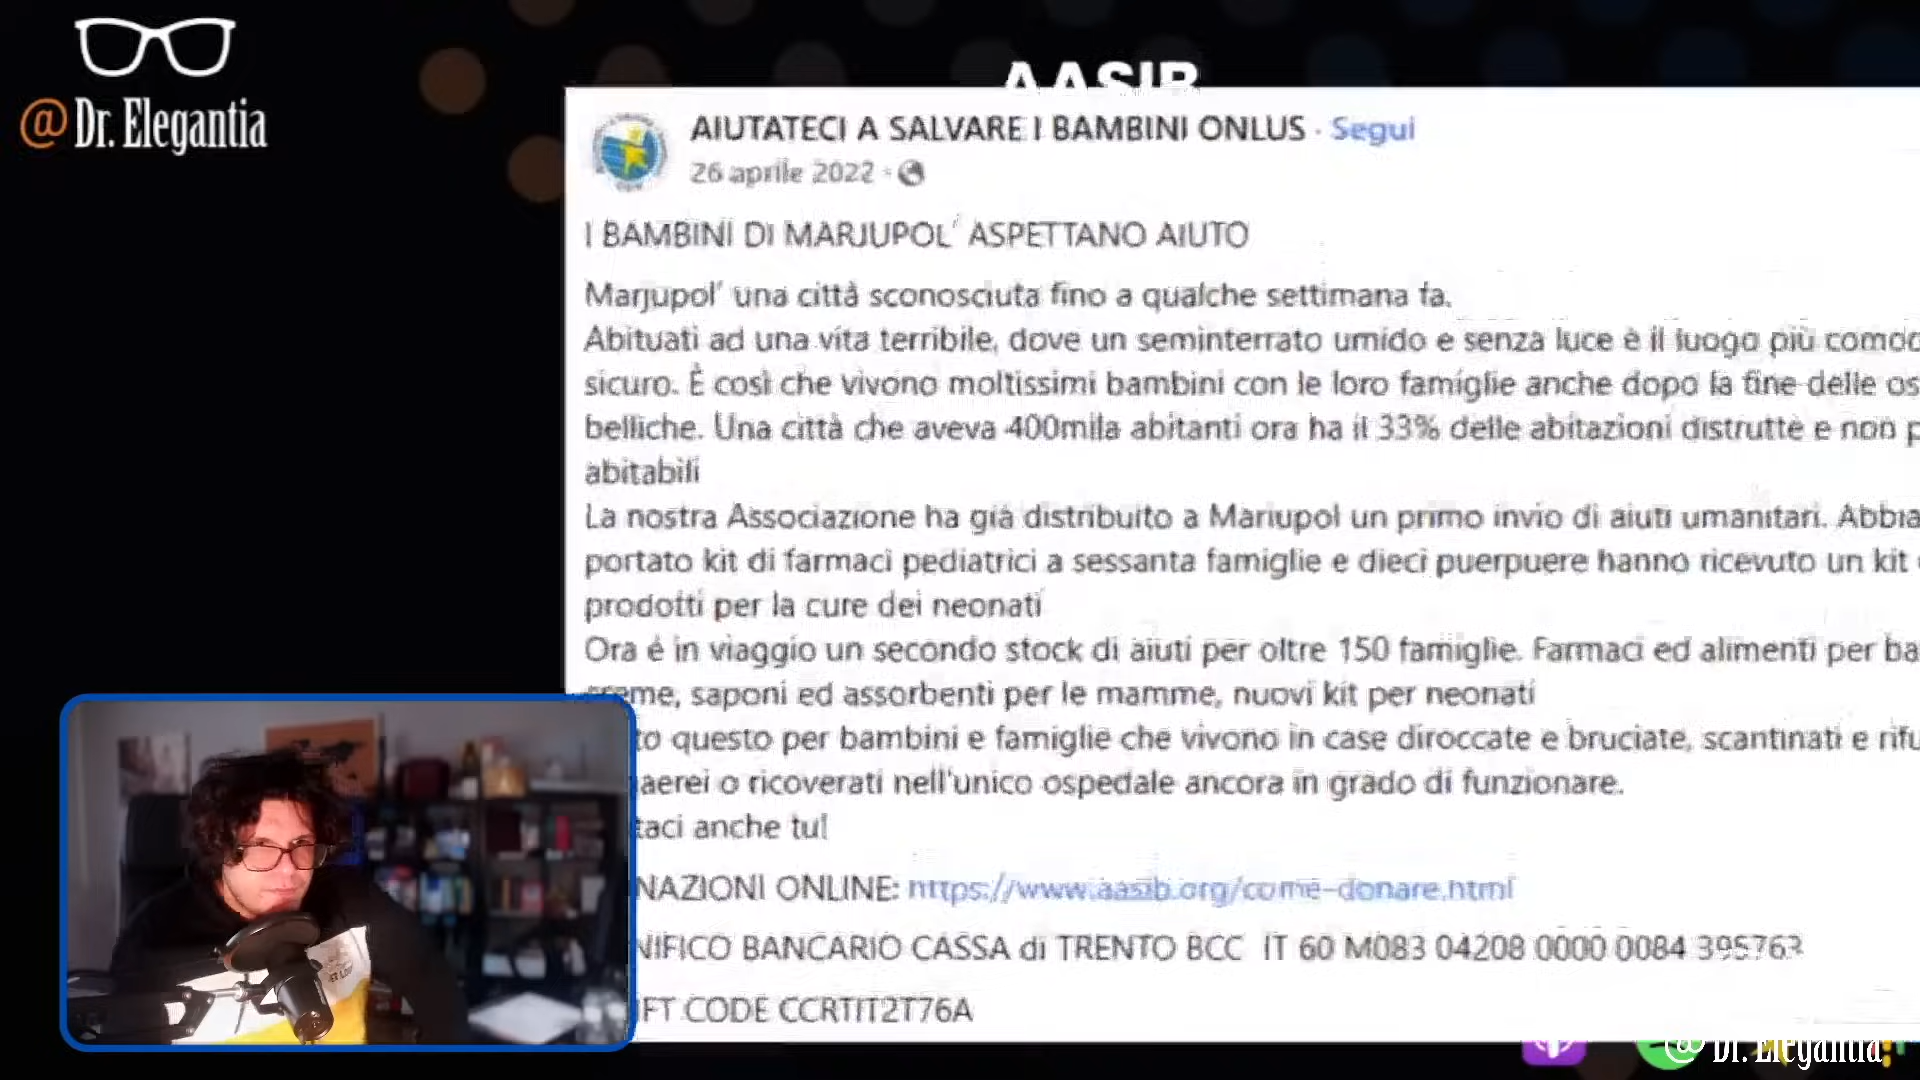 @Dr. Elegantia
AASIB
AIUTATECI A SALVARE I BAMBINI ONLUS · Segui
26 aprile 2022 ·
I BAMBINI DI MARJUPOL' ASPETTANO AIUTO
Marjupol' una città sconosciuta fino a qualche settimana fa.
Abituati ad una vita terribile, dove un seminterrato umido e senza luce è il luogo più
sicuro. È così che vivono moltissimi bambini con le loro famiglie anche dopo la fine delle
belliche. Una città che aveva 400mila abitanti ora ha il 33% delle abitazioni distrutte e non
abitabili
La nostra Associazione ha già distribuito a Mariupol un primo invio di aiuti umanitari.
portato kit di farmaci pediatrici a sessanta famiglie e dieci puerpuere hanno ricevuto un kit
prodotti per la cure dei neonati
Ora é in viaggio un secondo stock di aiuti per oltre 150 famiglie. Farmaci ed alimenti per
saponi ed assorbenti per le mamme, nuovi kit per neonati
questo per bambini e famiglie che vivono in case diroccate e bruciate, scantinati e
aerei o ricoverati nell'unico ospedale ancora in grado di funzionare.
anche tu!
NAZIONI ONLINE: https://www.aasib.org/come-donare.html
NIFICO BANCARIO CASSA di TRENTO BCC IT 60 M083 04208 0000 0084 395763
FT CODE CCRTIT2T76A
@ Dr. Elegantia